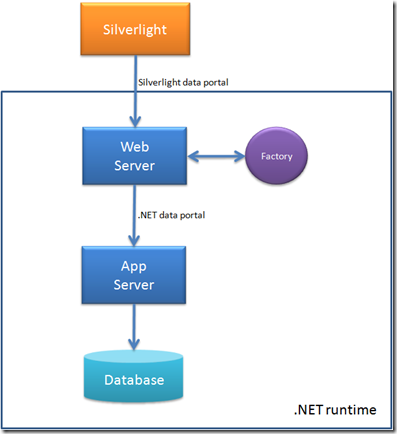 Silverlight
Silverlight data portal
Web
Server
Factory
.NET data portal
App
Server
Database
.NET runtime